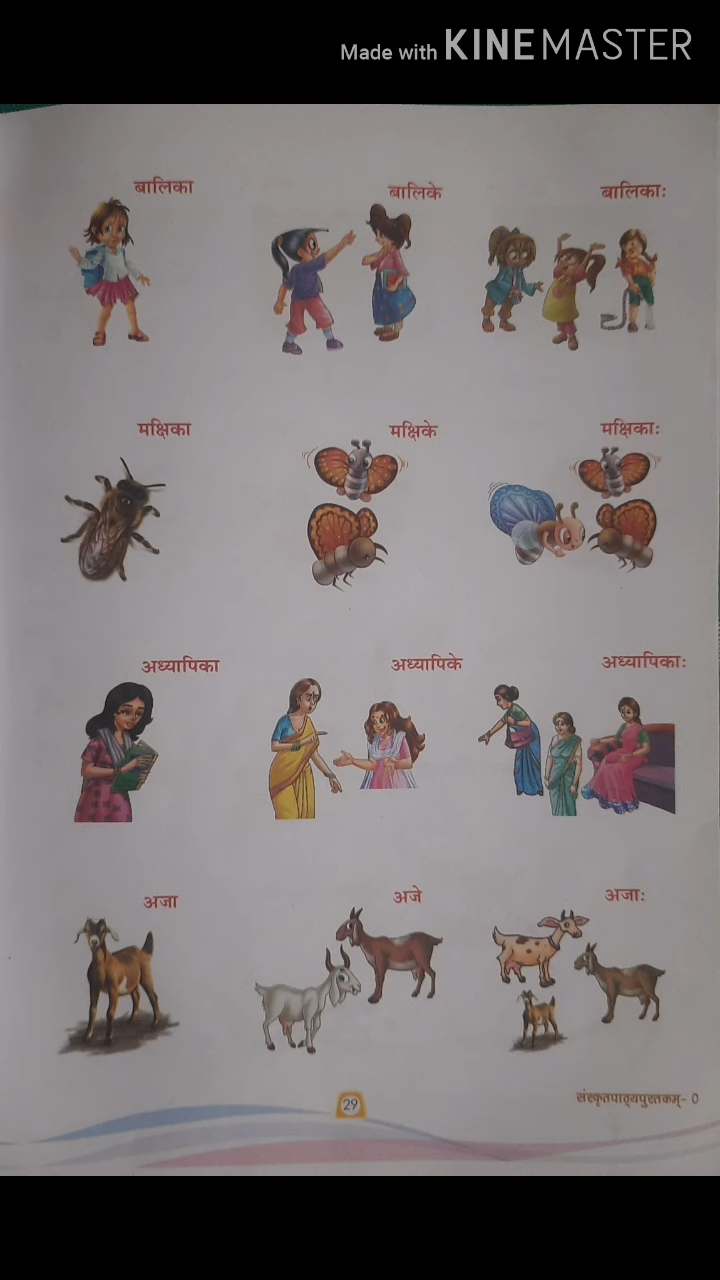 Made with KINEMASTER
बालिका बालिके बालिकाः
मक्षिका मक्षिके मक्षिकाः
अध्यापिका अध्यापिके अध्यापिकाः
अजा अजे अजाः
29
संस्कृतपाठ्यपुस्तकम्- 0